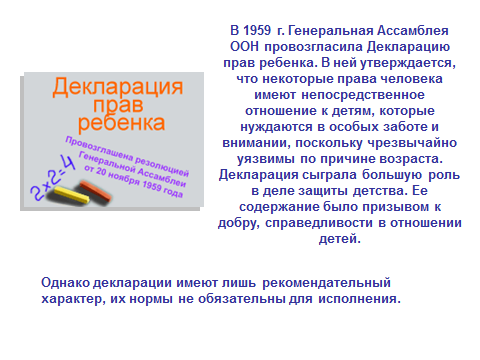 Декларация
прав
ребенка
Провозглашена резолюцией
Генеральной Ассамблеи
от 20 ноября 1959 года
2x2=4
В 1959 г. Генеральная Ассамблея
ООН провозгласила Декларацию
прав ребенка. В ней утверждается,
что некоторые права человека
имеют непосредственное
отношение к детям, которые
нуждаются в особых заботе и
внимании, поскольку чрезвычайно
уязвимы по причине возраста.
Декларация сыграла большую роль
в деле защиты детства. Ее
содержание было призывом к
добру, справедливости в отношении
детей.
Однако декларации имеют лишь рекомендательный
характер, их нормы не обязательны для исполнения.